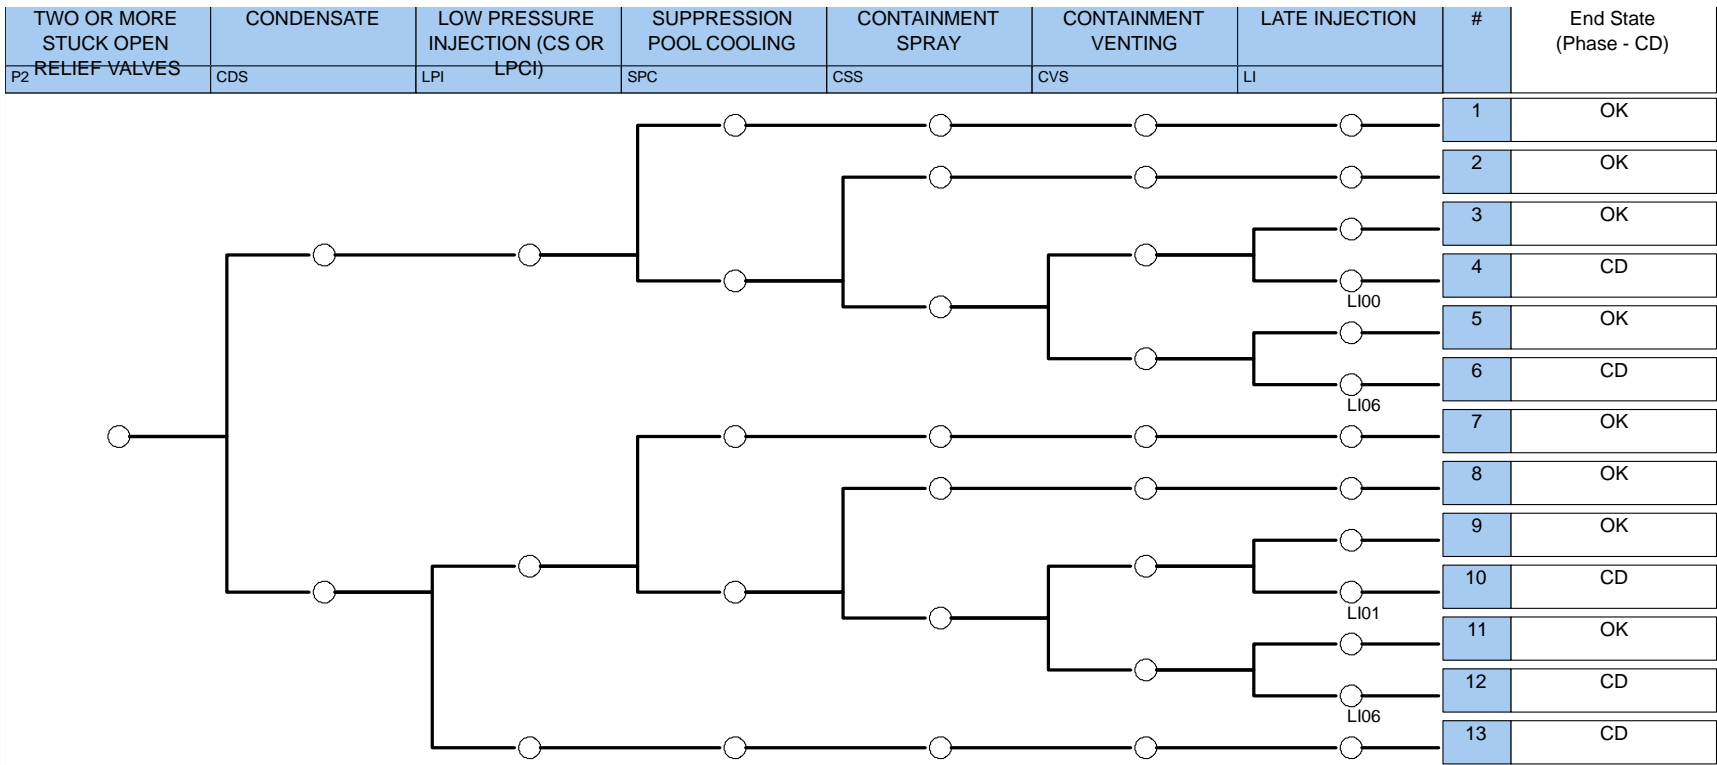 TWO OR MORE
STUCK OPEN
RELIEF VALVES
P2
CONDENSATE
CDS
LOW PRESSURE
INJECTION (CS OR
LPCI)
LPI
SUPPRESSION
POOL COOLING
SPC
CONTAINMENT
SPRAY
CSS
CONTAINMENT
VENTING
CVS
LATE INJECTION
LI
#
End State
(Phase - CD)
1 OK
2 OK
3 OK
4 CD
LI00
5 OK
6 CD
LI06
7 OK
8 OK
9 OK
10 CD
LI01
11 OK
12 CD
LI06
13 CD